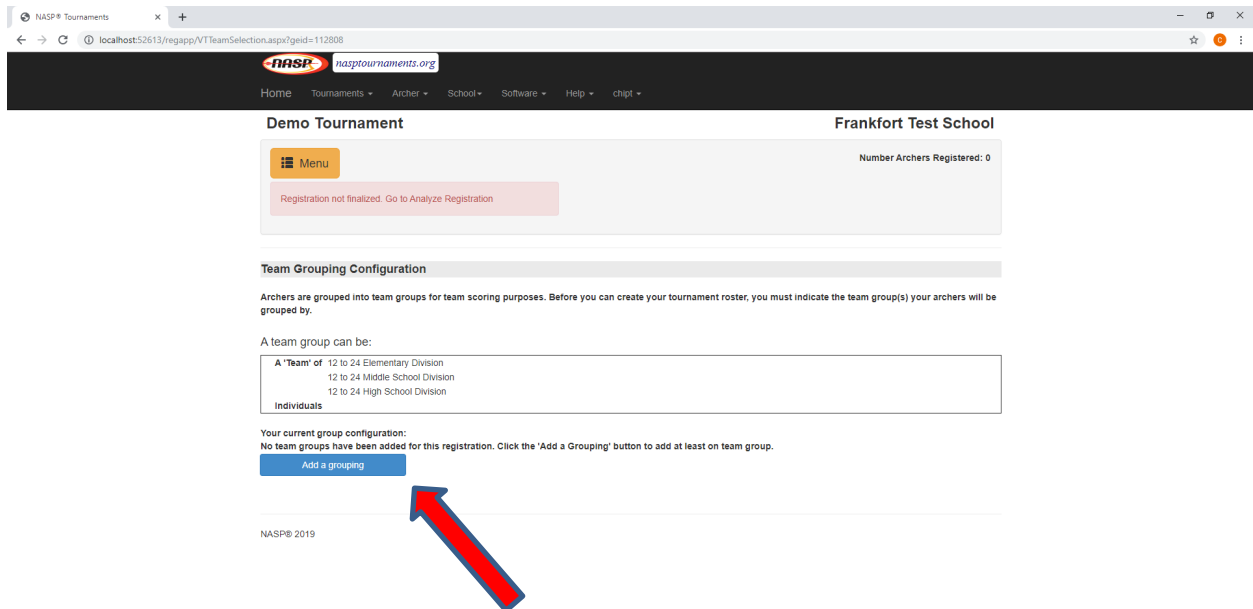 NASP® Tournaments
localhost:52613/regapp/VTTeamSelection.aspx?geid=112808
C
NASP nasptournaments.org
Home Tournaments Archer School Software Help chipt
Demo Tournament Frankfort Test School
Menu Number Archers Registered: 0
Registration not finalized. Go to Analyze Registration
Team Grouping Configuration
Archers are grouped into team groups for team scoring purposes. Before you can create your tournament roster, you must indicate the team group(s) your archers will be
grouped by.
A team group can be:
A 'Team' of 12 to 24 Elementary Division
12 to 24 Middle School Division
12 to 24 High School Division
Individuals
Your current group configuration:
No team groups have been added for this registration. Click the 'Add a Grouping' button to add at least on team group.
Add a grouping
NASP® 2019